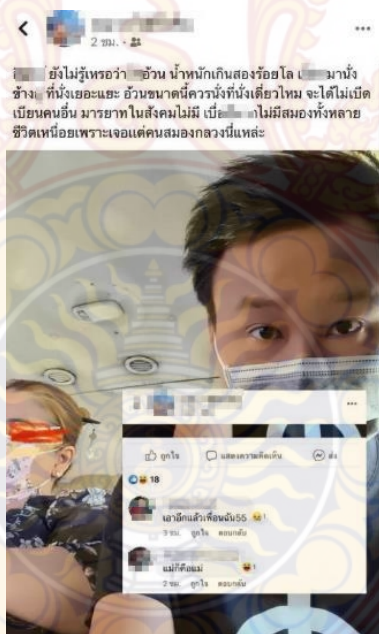 2 ชม. ·
ยังไม่รู้เหรอว่า อ้วน น้ำหนักเกินสองร้อยโล มานั่ง
ข้าง ที่นั่งเยอะแยะ อ้วนขนาดนี้ควรนั่งที่นั่งเดี่ยวไหม จะได้ไม่เบีด
เบียนคนอื่น มารยาทในสังคมไม่มี เบื่อ ไม่มีสมองทั้งหลาย
ชีวิตเหนื่อยเพราะเจอแต่คนสมองกลวงนี่แหล่ะ
ถูกใจ แสดงความคิดเห็น ส่ง
18
เอาอีกแล้วเพื่อนฉัน55
3 ชม. ถูกใจ ตอบกลับ
แม่ก็คือแม่
2 ชม. ถูกใจ ตอบกลับ